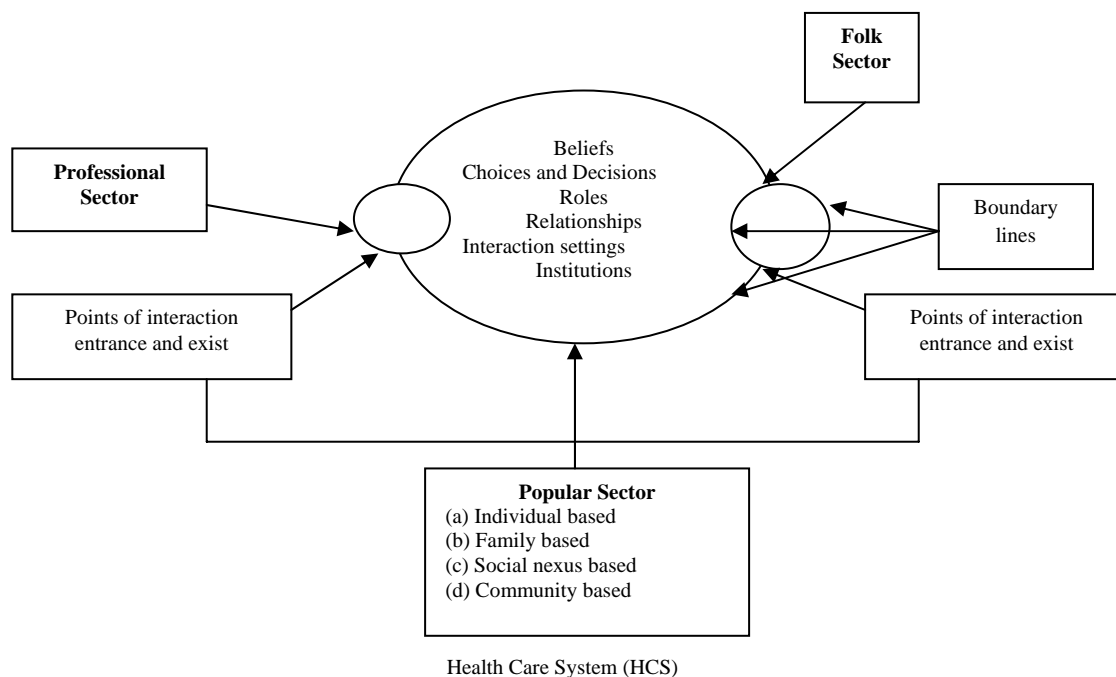 Folk
Sector
Beliefs
Choices and Decisions
Roles
Relationships
Interaction settings
Institutions
Professional
Sector
Boundary
lines
Points of interaction
entrance and exist
Points of interaction
entrance and exist
Popular Sector
(a) Individual based
(b) Family based
(c) Social nexus based
(d) Community based
Health Care System (HCS)